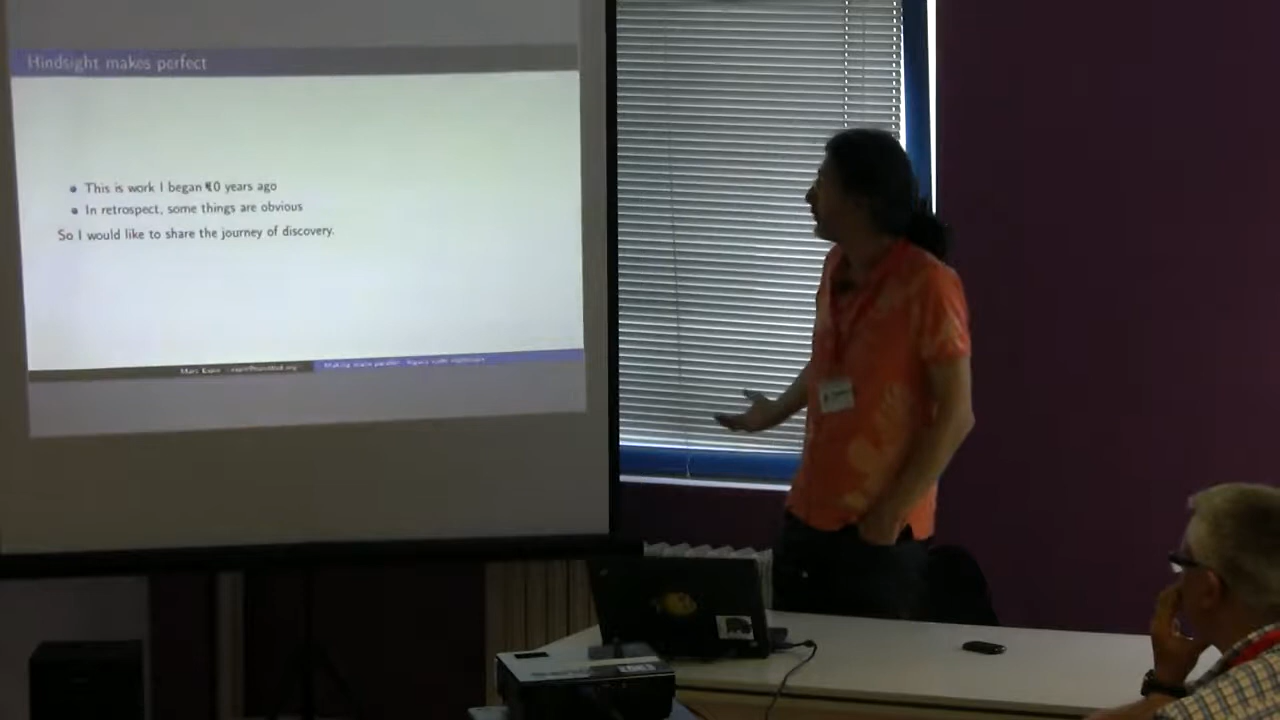 Hindsight makes perfect
This is work I began 10 years ago
In retrospect, some things are obvious
So I would like to share the journey of discovery.